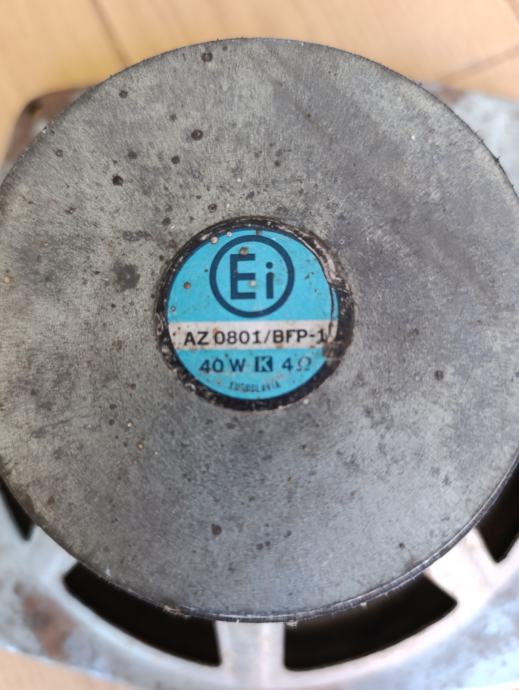 Ei
AZ 0801/BFP-1
40 W K 4Ω
YUGOSLAVIA